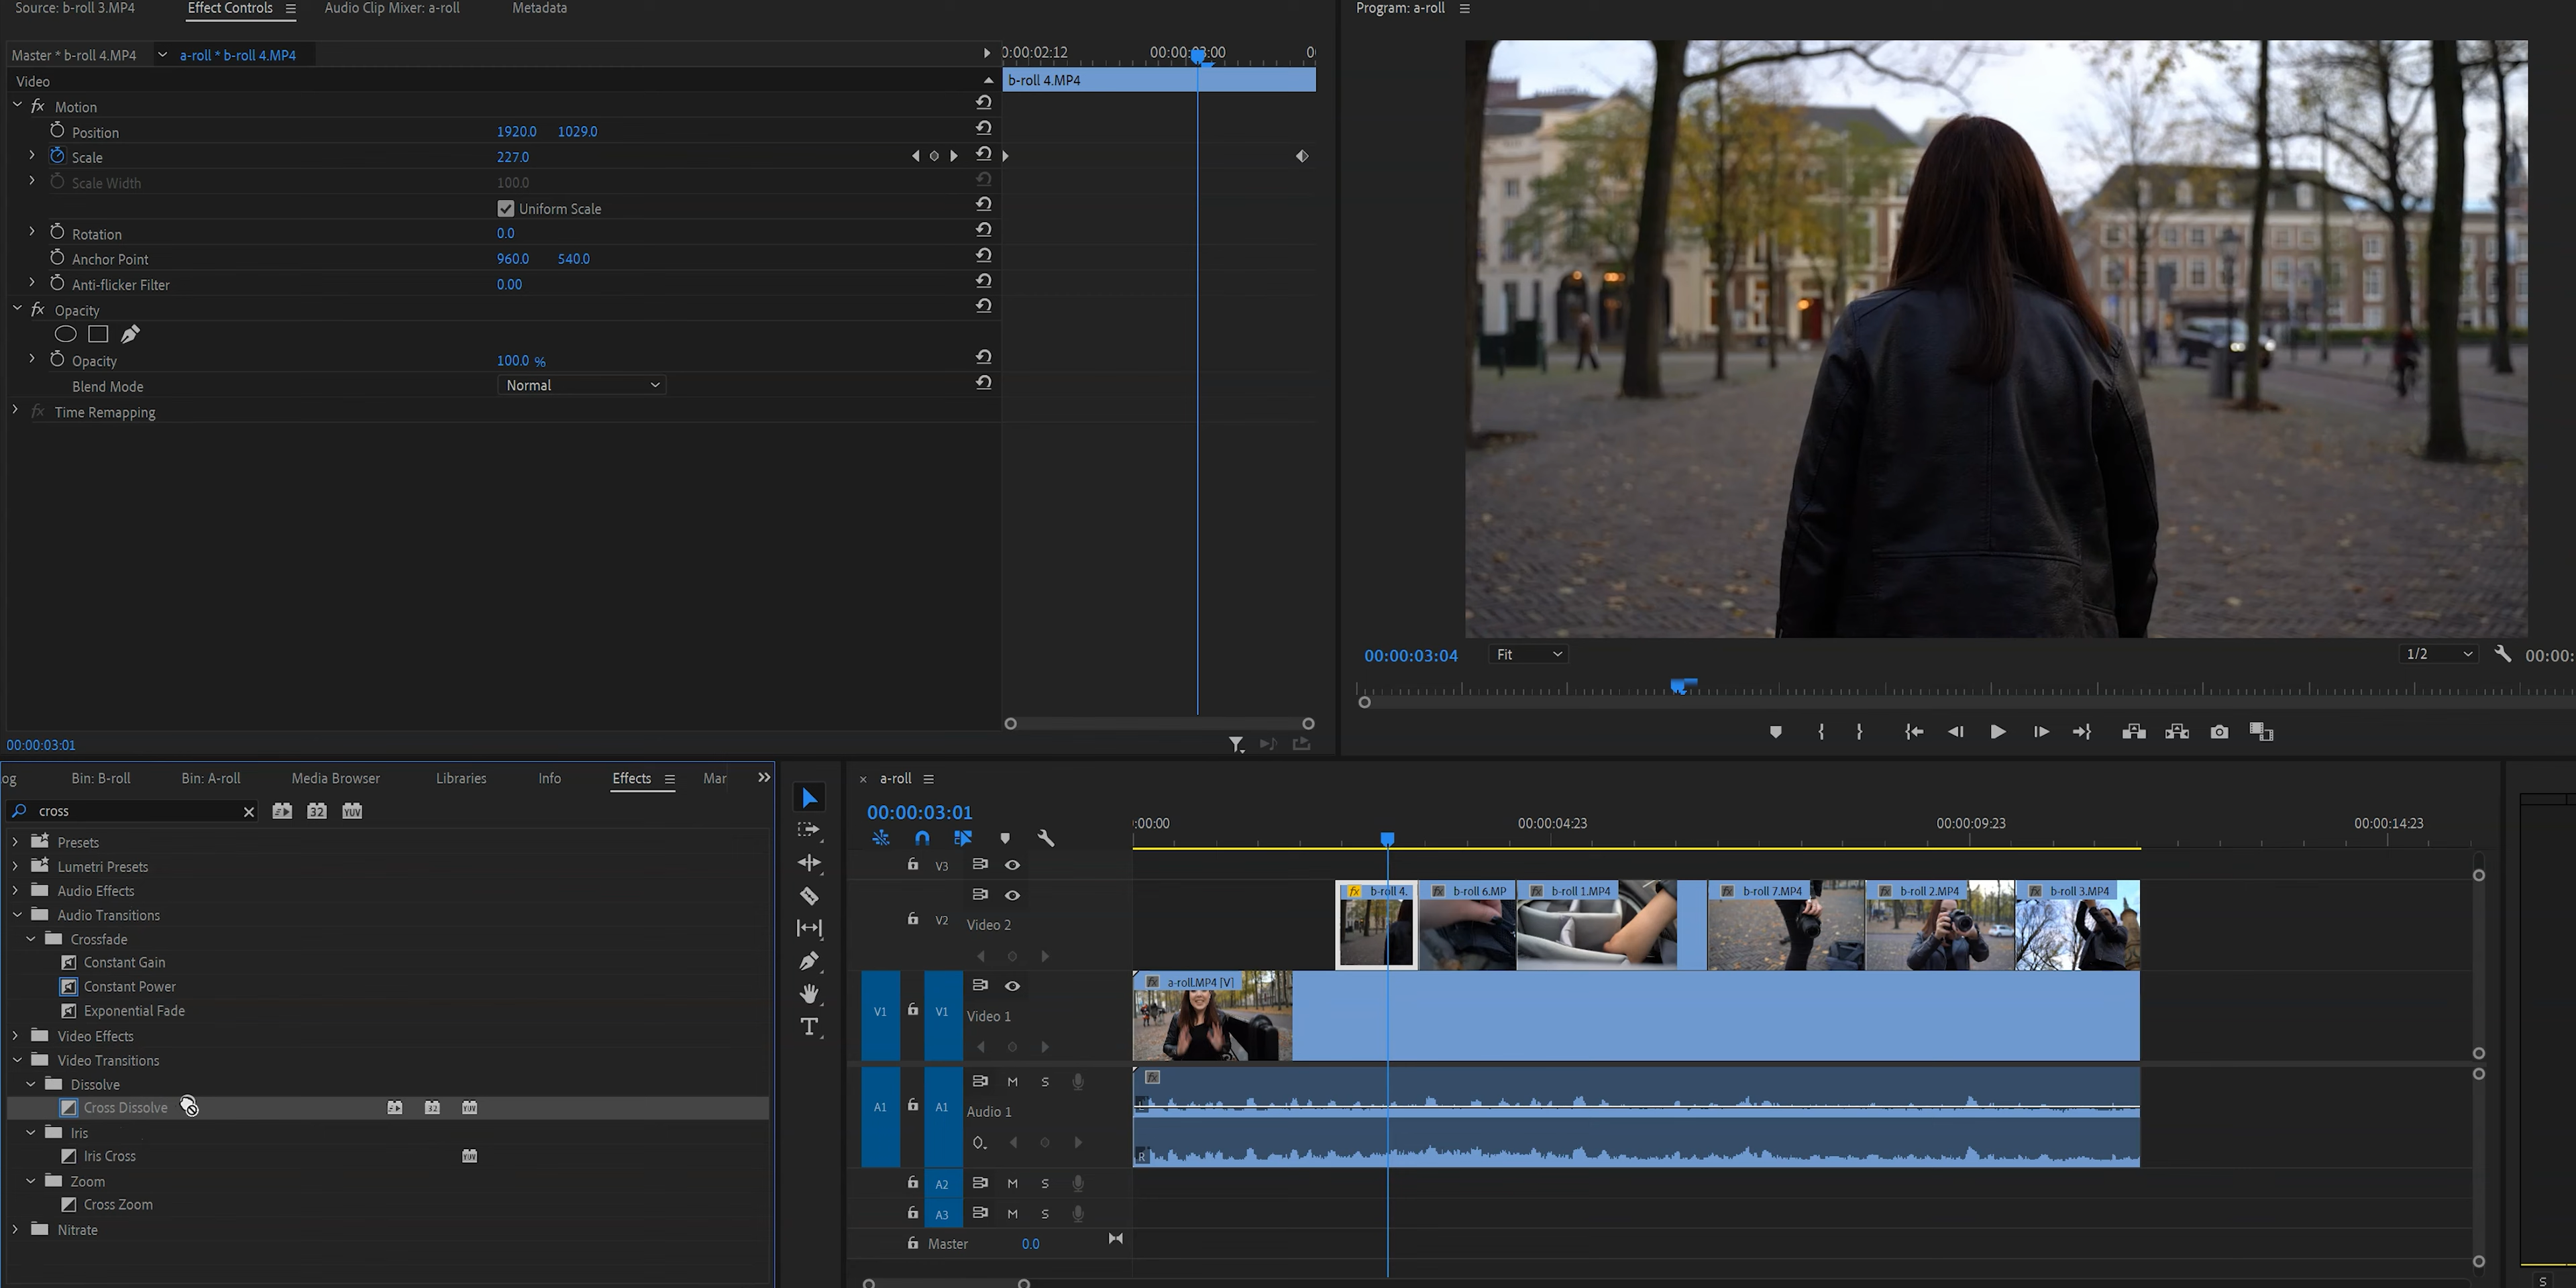 Source: b-roll 3.MP4
Effect Controls
Audio Clip Mixer: a-roll
Metadata
Master * b-roll 4.MP4
a-roll * b-roll 4.MP4
Video
Motion
Position 1920.0 1029.0
Scale 227.0
Scale Width 100.0
Uniform Scale
Rotation 0.0
Anchor Point 960.0 540.0
Anti-flicker Filter 0.00
Opacity
Opacity 100.0 %
Blend Mode Normal
Time Remapping
0:00:02:12
00:00:03:00
b-roll 4.MP4
00:00:03:01
Program: a-roll
00:00:03:04
Fit
1/2
00:00:
og
Bin: B-roll
Bin: A-roll
Media Browser
Libraries
Info
Effects
Mar
cross
32
YUV
Presets
Lumetri Presets
Audio Effects
Audio Transitions
Crossfade
Constant Gain
Constant Power
Exponential Fade
Video Effects
Video Transitions
Dissolve
Cross Dissolve 32 YUV
Iris
Iris Cross YUV
Zoom
Cross Zoom
Nitrate
a-roll
00:00:03:01
:00:00
00:00:04:23
00:00:09:23
00:00:14:23
V3
V2
Video 2
b-roll 4.
b-roll 6.MP
b-roll 1.MP4
b-roll 7.MP4
b-roll 2.MP4
b-roll 3.MP4
V1
V1
Video 1
a-roll.MP4 [V]
A1
A1
M S
Audio 1
L
R
A2
M S
A3
M S
Master 0.0
S